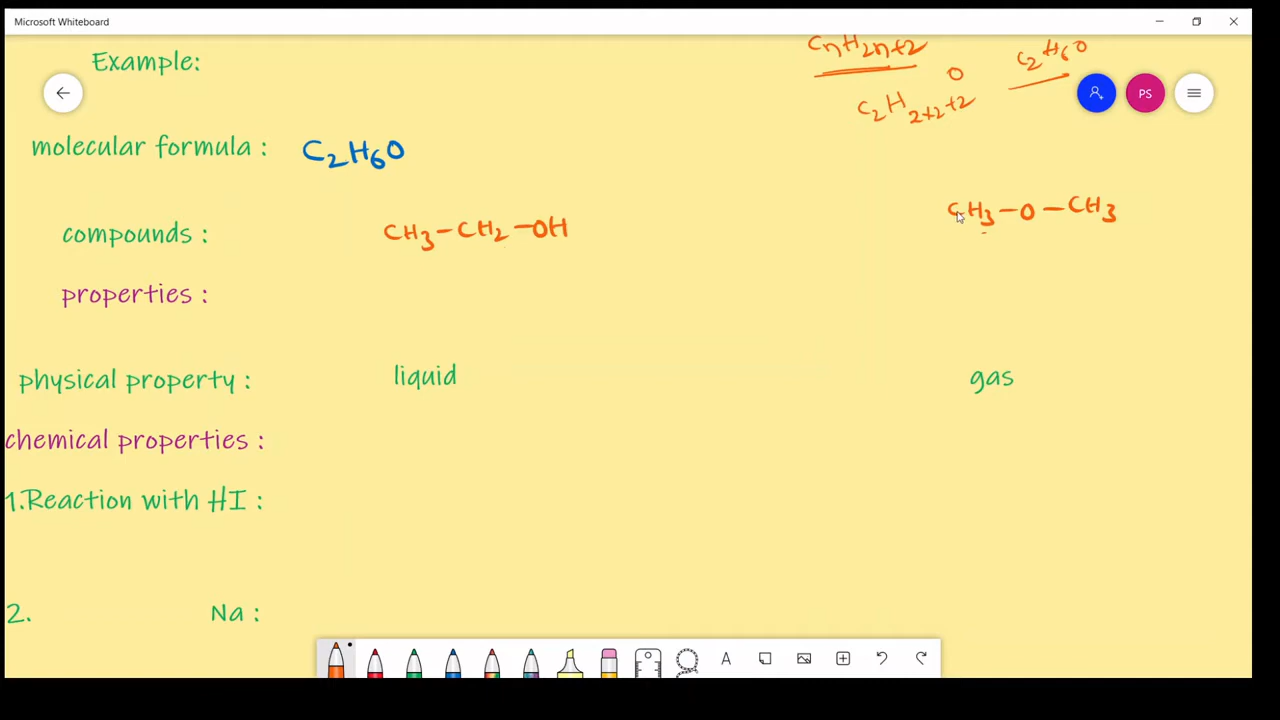 Microsoft Whiteboard
Example:
CnH2n+2
C2H6O
C2H2+2+2 O
PS
molecular formula : C2H6O
compounds : CH3-CH2-OH CH3-O-CH3
properties :
physical property : liquid gas
chemical properties :
1.Reaction with HI :
2. Na :
A